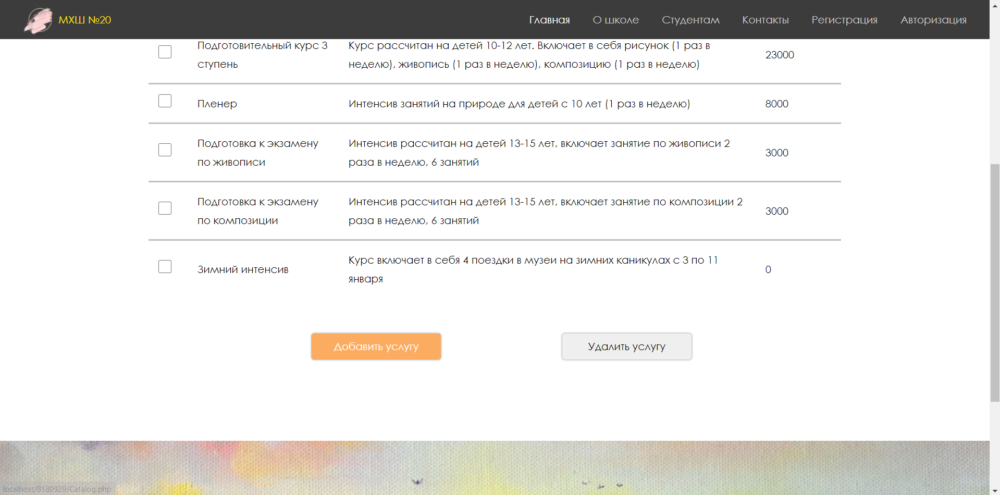 МХШ №20
Главная
О школе
Студентам
Контакты
Регистрация
Авторизация
Подготовительный курс 3
ступень
Курс рассчитан на детей 10-12 лет. Включает в себя рисунок (1 раз в
неделю), живопись (1 раз в неделю), композицию (1 раз в неделю)
23000
Пленер
Интенсив занятий на природе для детей с 10 лет (1 раз в неделю)
8000
Подготовка к экзамену
по живописи
Интенсив рассчитан на детей 13-15 лет, включает занятие по живописи 2
раза в неделю, 6 занятий
3000
Подготовка к экзамену
по композиции
Интенсив рассчитан на детей 13-15 лет, включает занятие по композиции 2
раза в неделю, 6 занятий
3000
Зимний интенсив
Курс включает в себя 4 поездки в музеи на зимних каникулах с 3 по 11
января
0
Добавить услугу
Удалить услугу
localhost/8180929/Catalog.php